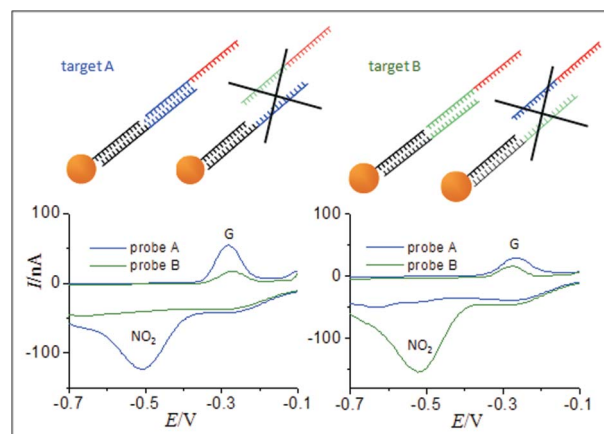 target A
target B
100
0
-100
I/nA
probe A
probe B
G
NO2
-0.7
-0.5
-0.3
-0.1
E/V
100
0
-100
probe A
probe B
G
NO2
-0.7
-0.5
-0.3
-0.1
E/V